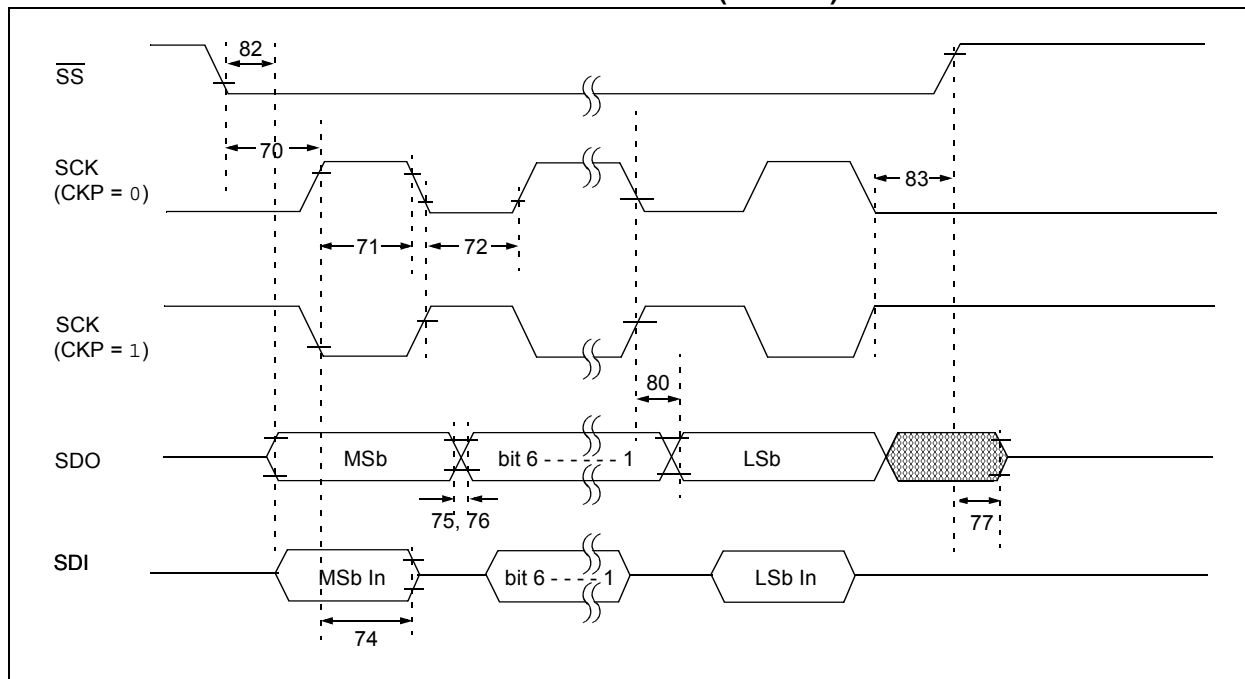 82
SS
70
SCK
(CKP = 0)
83
71
72
SCK
(CKP = 1)
80
SDO
MSb
bit 6 - - - - - - 1
LSb
75, 76
77
SDI
MSb In
bit 6 - - - - 1
LSb In
74